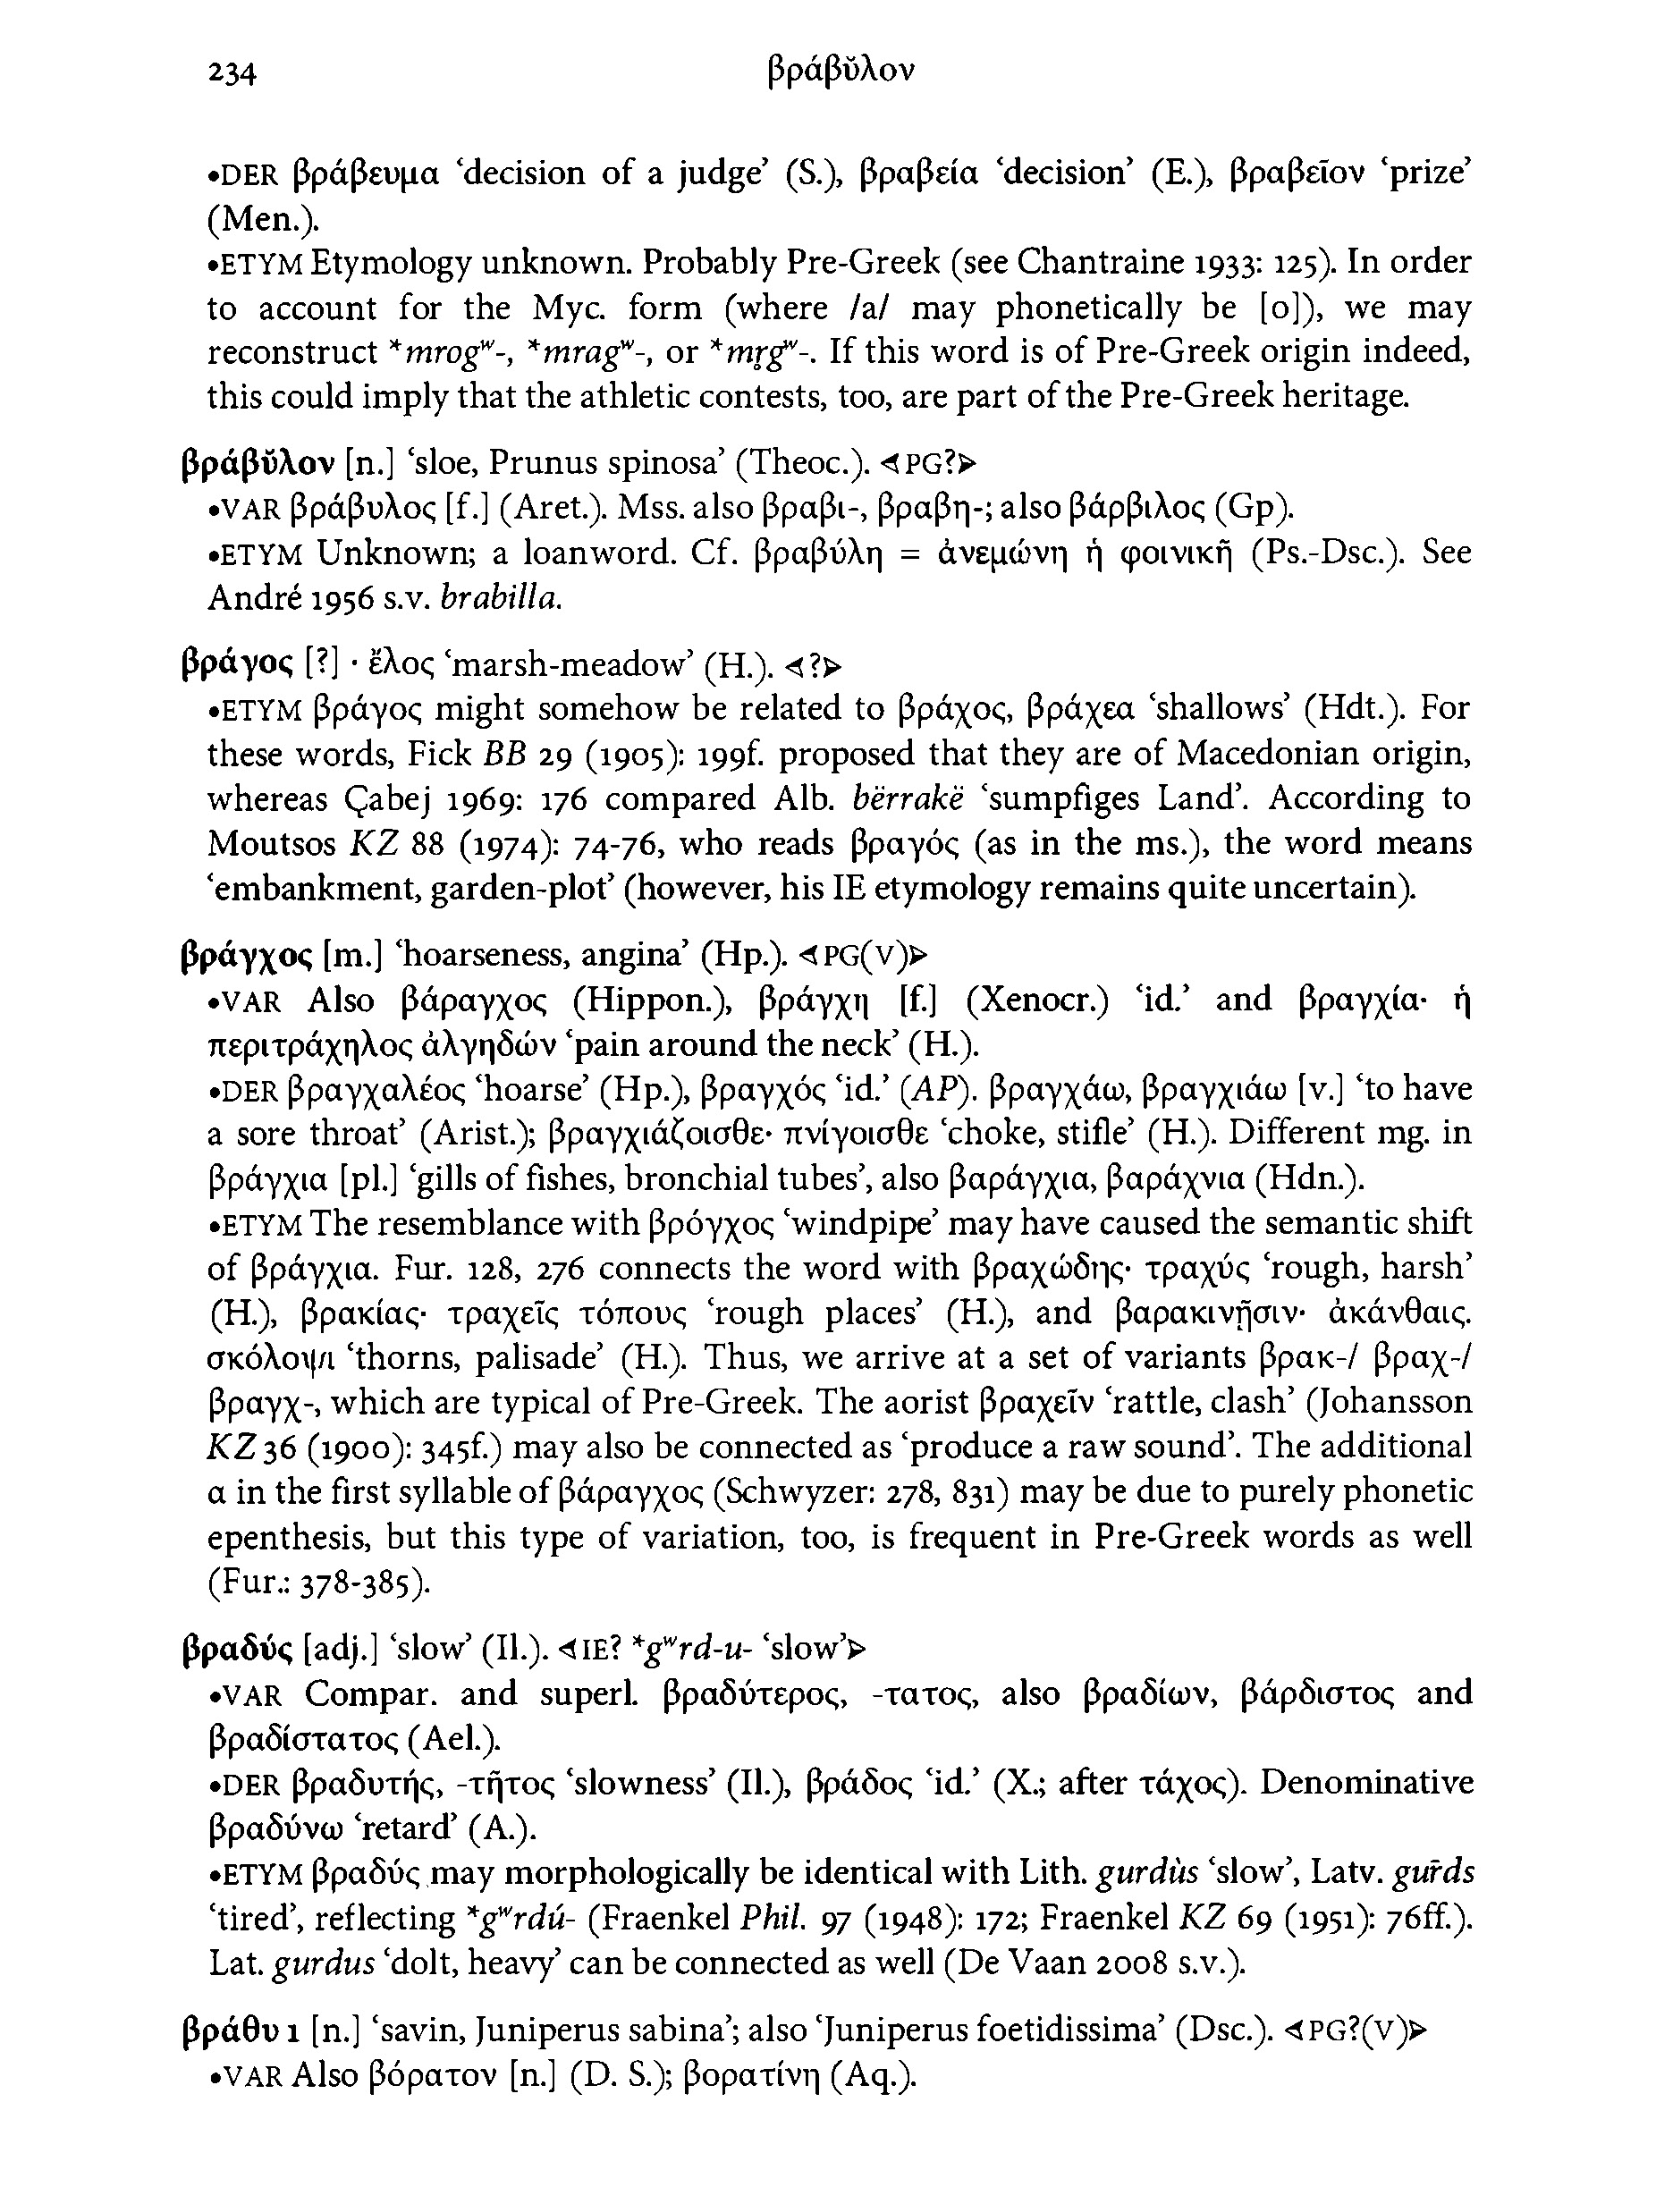 234 βράβῠλον
•DER βράβευμα ‘decision of a judge’ (S.), βραβεία ‘decision’ (E.), βραβεῖον ‘prize’
(Men.).
•ETYM Etymology unknown. Probably Pre-Greek (see Chantraine 1933: 125). In order
to account for the Myc. form (where /a/ may phonetically be [o]), we may
reconstruct *mrogʷ-, *mragʷ-, or *mr̥gʷ-. If this word is of Pre-Greek origin indeed,
this could imply that the athletic contests, too, are part of the Pre-Greek heritage.
βράβῠλον [n.] ‘sloe, Prunus spinosa’ (Theoc.). ⊲PG?⊳
•VAR βράβυλος [f.] (Aret.). Mss. also βραβι-, βραβη-; also βάρβιλος (Gp).
•ETYM Unknown; a loanword. Cf. βραβύλη = ἀνεμώνη ἡ φοινικῆ (Ps.-Dsc.). See
André 1956 s.v. brabilla.
βράγος [?] · ἕλος ‘marsh-meadow’ (H.). ⊲?⊳
•ETYM βράγος might somehow be related to βράχος, βράχεα ‘shallows’ (Hdt.). For
these words, Fick BB 29 (1905): 199f. proposed that they are of Macedonian origin,
whereas Çabej 1969: 176 compared Alb. bërrakë ‘sumpfiges Land’. According to
Moutsos KZ 88 (1974): 74-76, who reads βραγός (as in the ms.), the word means
‘embankment, garden-plot’ (however, his IE etymology remains quite uncertain).
βράγχος [m.] ‘hoarseness, angina’ (Hp.). ⊲PG(V)⊳
•VAR Also βάραγχος (Hippon.), βράγχη [f.] (Xenocr.) ‘id.’ and βραγχία· ἡ
περιτράχηλος ἀλγηδών ‘pain around the neck’ (H.).
•DER βραγχαλέος ‘hoarse’ (Hp.), βραγχός ‘id.’ (AP). βραγχάω, βραγχιάω [v.] ‘to have
a sore throat’ (Arist.); βραγχιάζοισθε· πνίγοισθε ‘choke, stifle’ (H.). Different mg. in
βράγχια [pl.] ‘gills of fishes, bronchial tubes’, also βαράγχια, βαράχνια (Hdn.).
•ETYM The resemblance with βρόγχος ‘windpipe’ may have caused the semantic shift
of βράγχια. Fur. 128, 276 connects the word with βραχώδης· τραχύς ‘rough, harsh’
(H.), βρακίας· τραχεῖς τόπους ‘rough places’ (H.), and βαρακινῇσιν· ἀκάνθαις.
σκόλοψι ‘thorns, palisade’ (H.). Thus, we arrive at a set of variants βρακ-/ βραχ-/
βραγχ-, which are typical of Pre-Greek. The aorist βραχεῖν ‘rattle, clash’ (Johansson
KZ 36 (1900): 345f.) may also be connected as ‘produce a raw sound’. The additional
α in the first syllable of βάραγχος (Schwyzer: 278, 831) may be due to purely phonetic
epenthesis, but this type of variation, too, is frequent in Pre-Greek words as well
(Fur.: 378-385).
βραδύς [adj.] ‘slow’ (Il.). ⊲IE? *gʷrd-u- ‘slow’⊳
•VAR Compar. and superl. βραδύτερος, -τατος, also βραδίων, βάρδιστος and
βραδίστατος (Ael.).
•DER βραδυτής, -τῆτος ‘slowness’ (Il.), βράδος ‘id.’ (X.; after τάχος). Denominative
βραδύνω ‘retard’ (A.).
•ETYM βραδύς may morphologically be identical with Lith. gurdùs ‘slow’, Latv. gur̃ds
‘tired’, reflecting *gʷrdú- (Fraenkel Phil. 97 (1948): 172; Fraenkel KZ 69 (1951): 76ff.).
Lat. gurdus ‘dolt, heavy’ can be connected as well (De Vaan 2008 s.v.).
βράθυ 1 [n.] ‘savin, Juniperus sabina’; also ‘Juniperus foetidissima’ (Dsc.). ⊲PG?(V)⊳
•VAR Also βόρατον [n.] (D. S.); βορατίνη (Aq.).